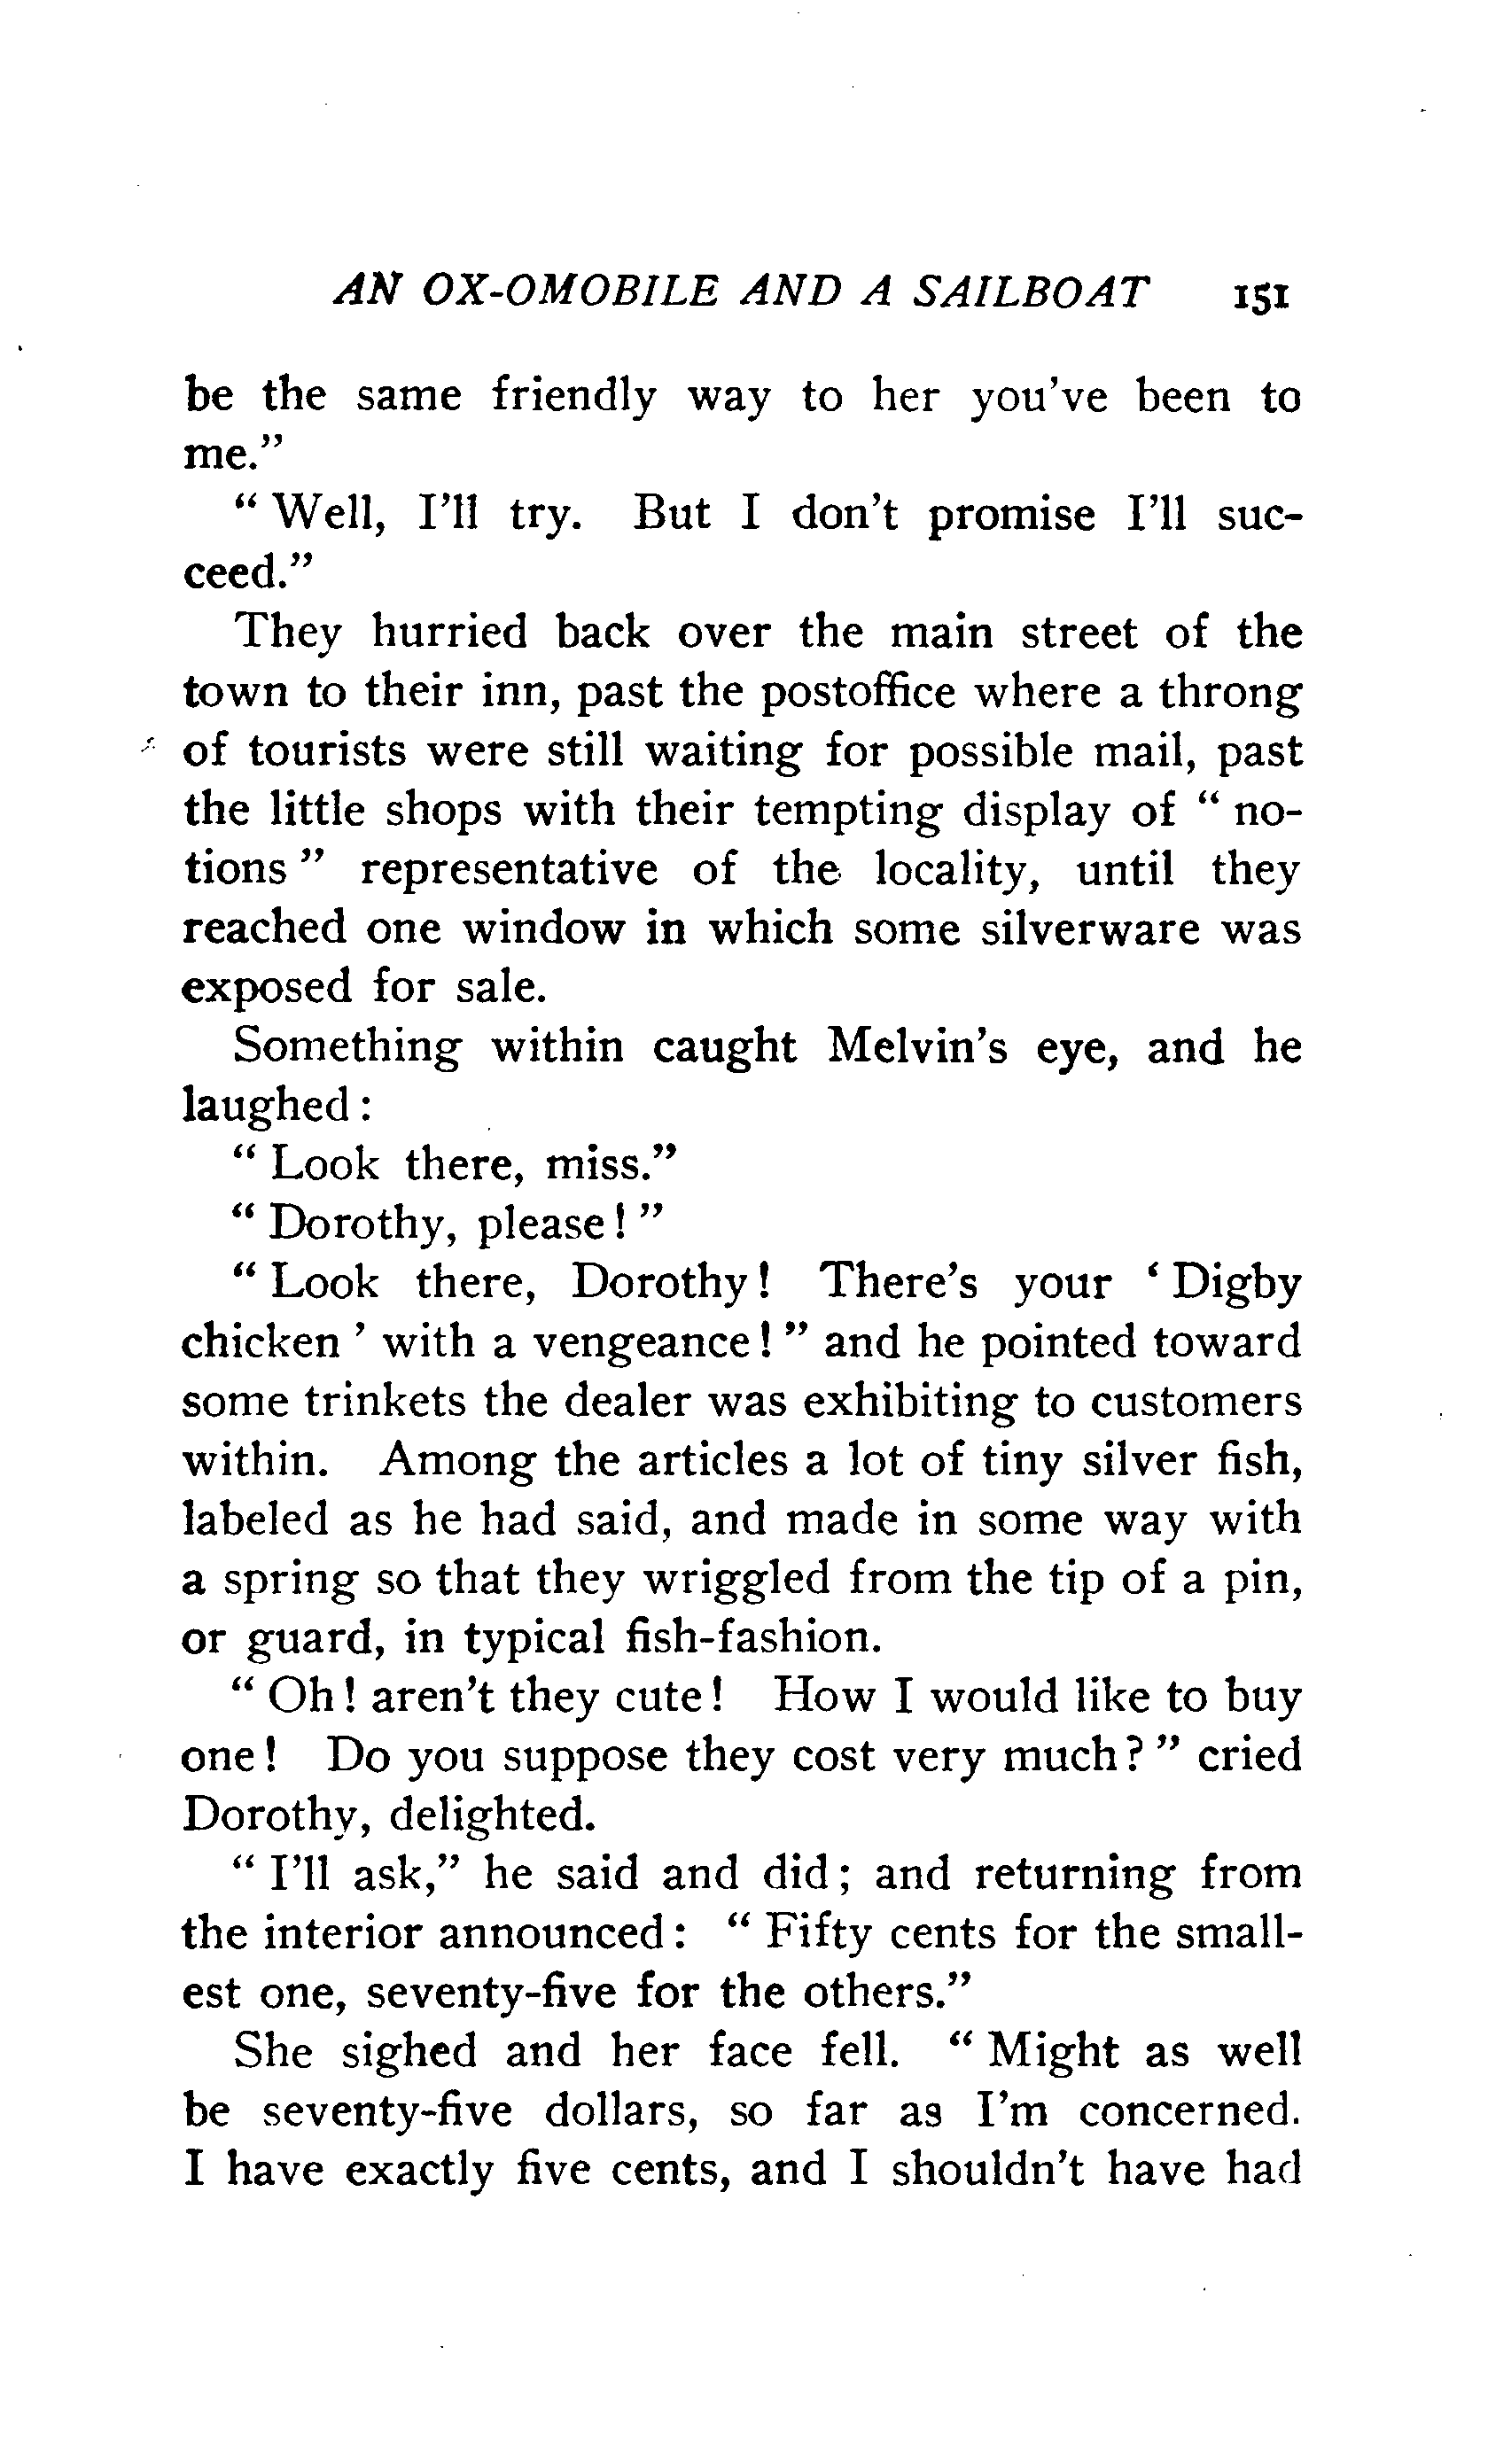 AN OX-OMOBILE AND A SAILBOAT 151
be the same friendly way to her you've been to
me."
" Well, I'll try. But I don't promise I'll suc-
ceed."
They hurried back over the main street of the
town to their inn, past the postoffice where a throng
of tourists were still waiting for possible mail, past
the little shops with their tempting display of " no-
tions " representative of the locality, until they
reached one window in which some silverware was
exposed for sale.
Something within caught Melvin's eye, and he
laughed :
" Look there, miss."
" Dorothy, please ! "
" Look there, Dorothy ! There's your ' Digby
chicken ' with a vengeance ! " and he pointed toward
some trinkets the dealer was exhibiting to customers
within. Among the articles a lot of tiny silver fish,
labeled as he had said, and made in some way with
a spring so that they wriggled from the tip of a pin,
or guard, in typical fish-fashion.
" Oh ! aren't they cute ! How I would like to buy
one ! Do you suppose they cost very much ? " cried
Dorothy, delighted.
" I'll ask," he said and did ; and returning from
the interior announced : " Fifty cents for the small-
est one, seventy-five for the others."
She sighed and her face fell. " Might as well
be seventy-five dollars, so far as I'm concerned.
I have exactly five cents, and I shouldn't have had